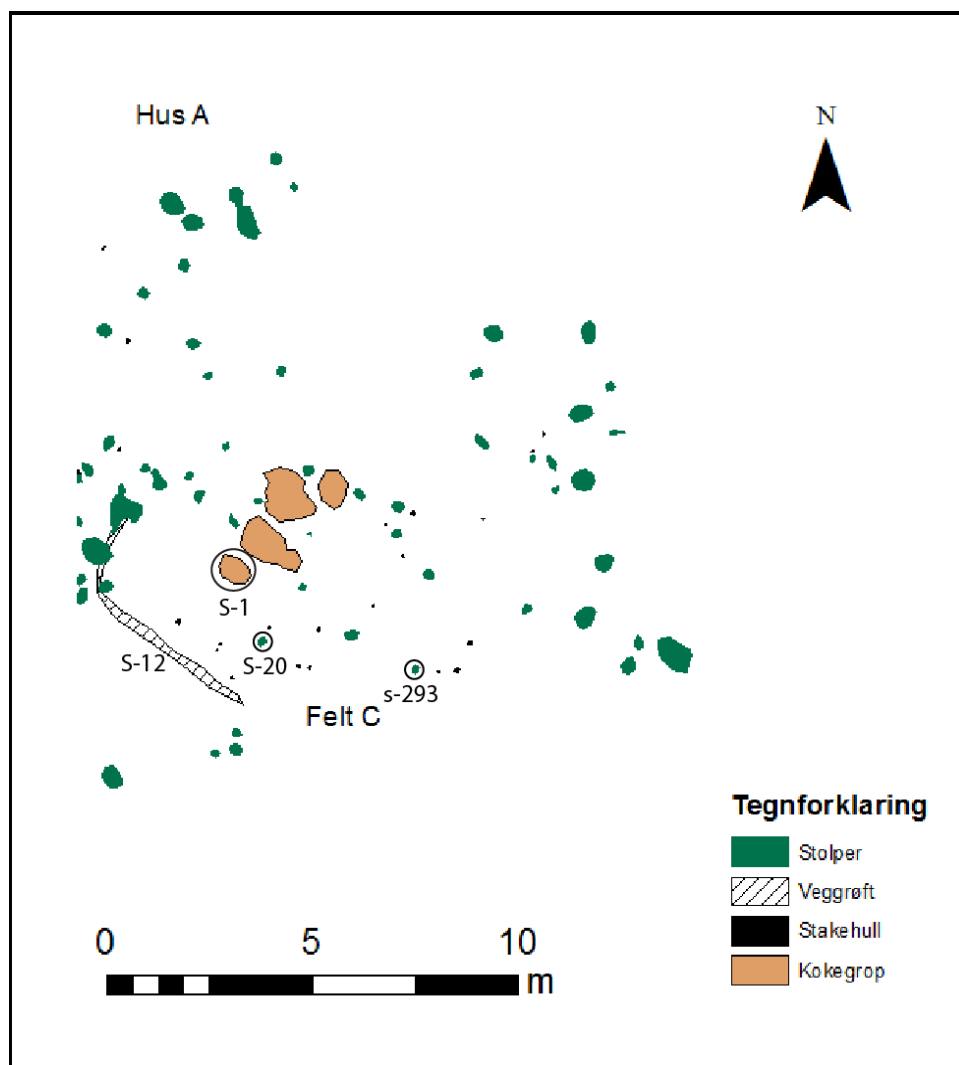 Hus A
N
S-1
S-12
S-20
s-293
Felt C
Tegnforklaring
Stolper
Veggrøft
Stakehull
Kokegrop
0 5 10
m